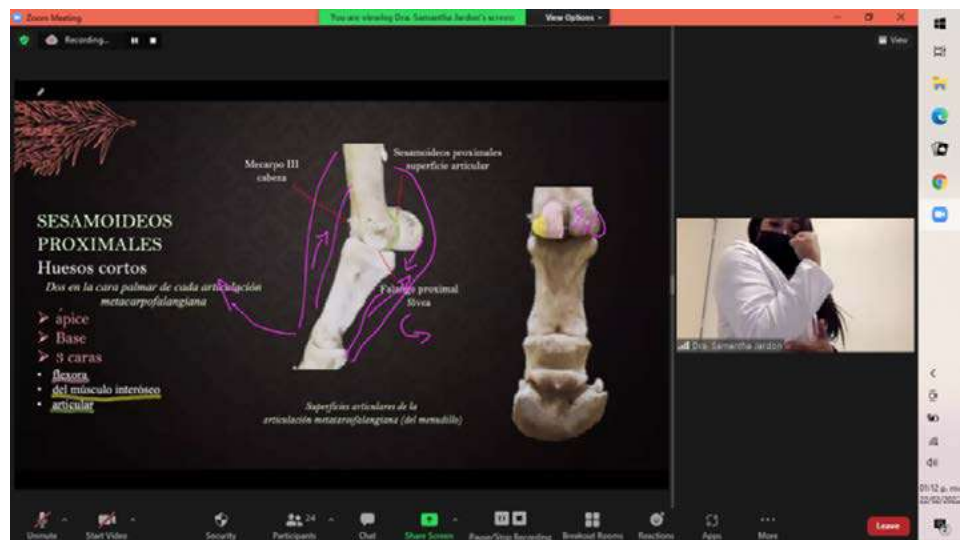 Zoom Meeting
You are viewing Dra. Samantha Jardon's screen
View Options
Recording...
View
Mecarpo III
cabeza
Sesamoideos proximales
superficie articular
SESAMOIDEOS
PROXIMALES
Huesos cortos
Dos en la cara palmar de cada articulación
metacarpofalangiana
ápice
Base
3 caras
flexora
del músculo interóseo
articular
Falange proximal
fóvea
Superficies articulares de la
articulación metacarpofalangiana (del menudillo)
Dra. Samantha Jardon
Unmute
Start Video
Security
24
Participants
Chat
Share Screen
Pause/Stop Recording
Breakout Rooms
Reactions
Apps
More
Leave
01:12 p. m.